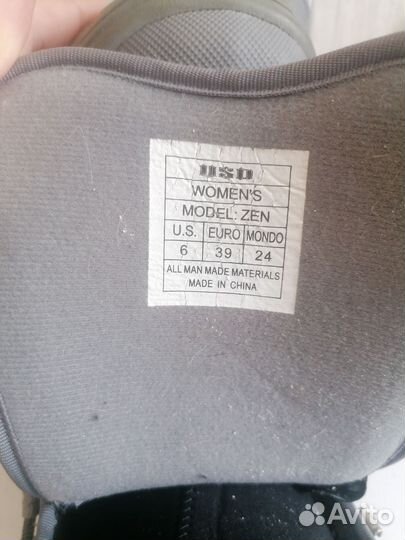 USD
WOMEN'S
MODEL: ZEN
U.S. EURO MONDO
6 39 24
ALL MAN MADE MATERIALS
MADE IN CHINA
Avito